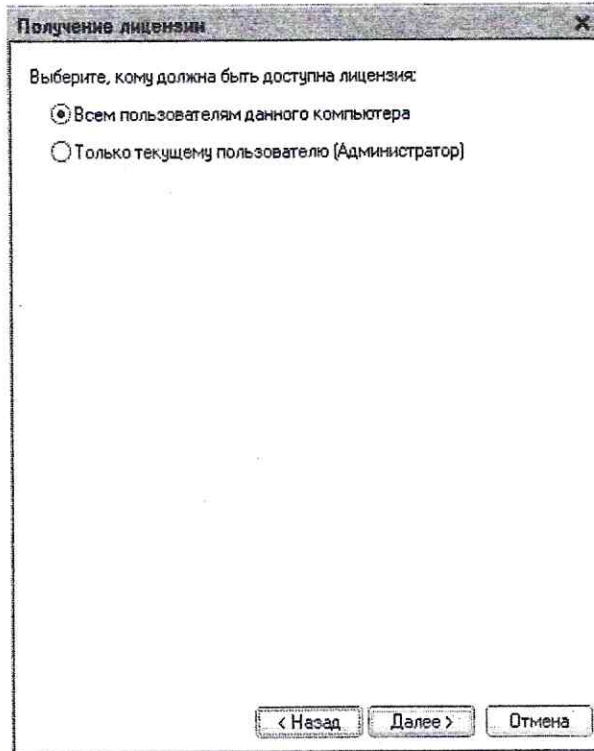 Получение лицензии
Выберите, кому должна быть доступна лицензия:
Всем пользователям данного компьютера
Только текущему пользователю (Администратор)
< Назад
Далее >
Отмена